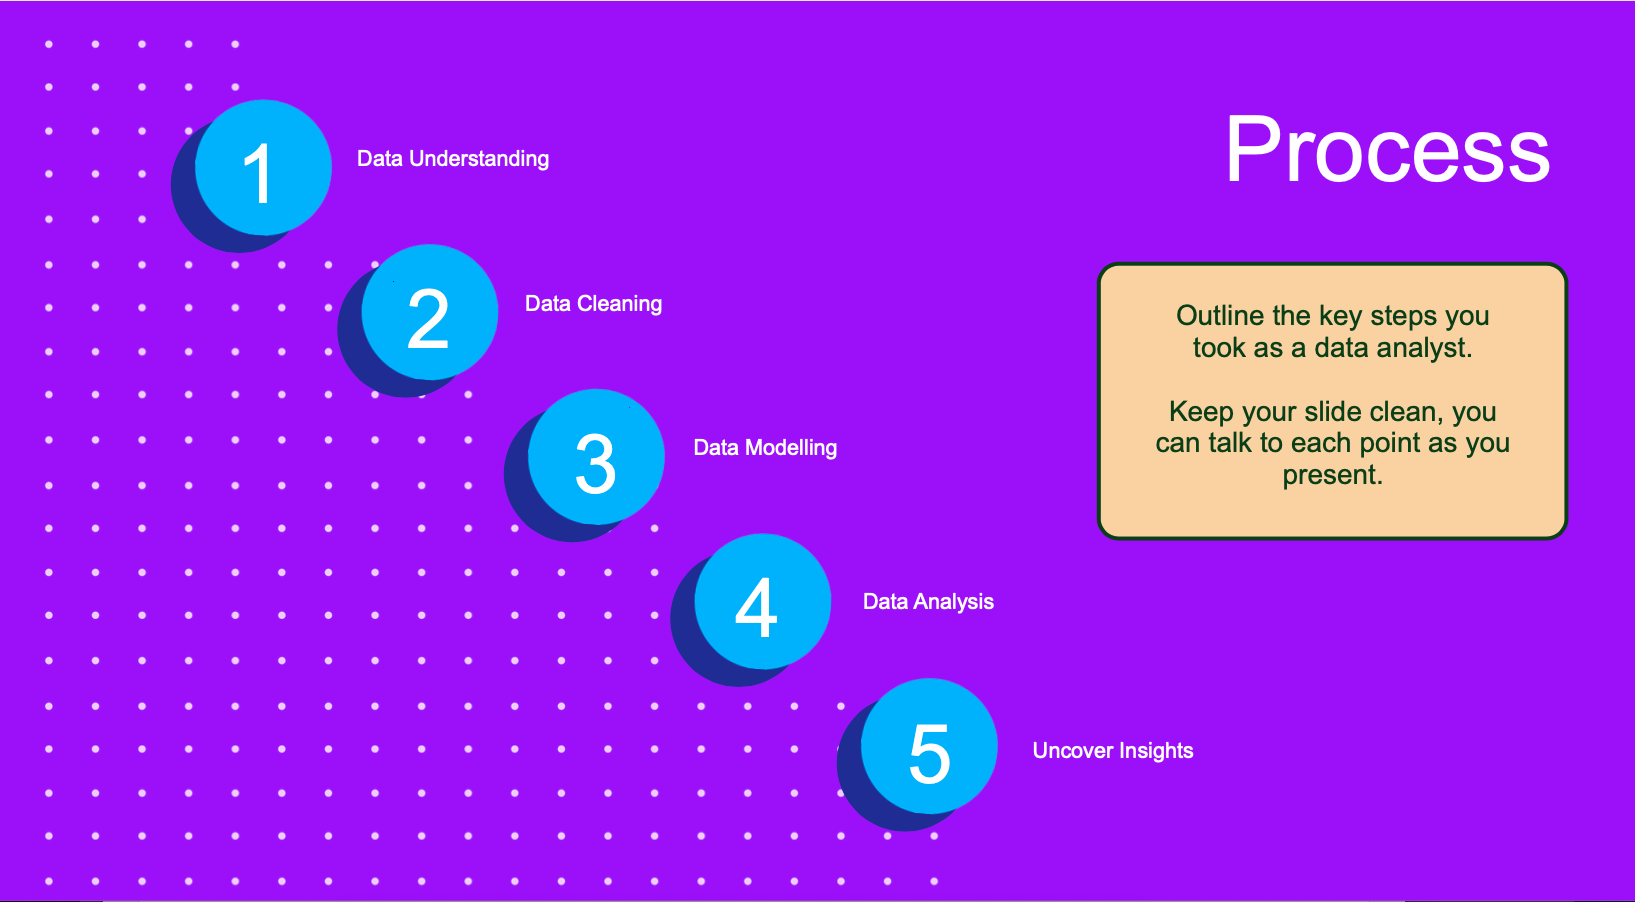 Process
1
Data Understanding
2
Data Cleaning
3
Data Modelling
4
Data Analysis
5
Uncover Insights
Outline the key steps you
took as a data analyst.
Keep your slide clean, you
can talk to each point as you
present.